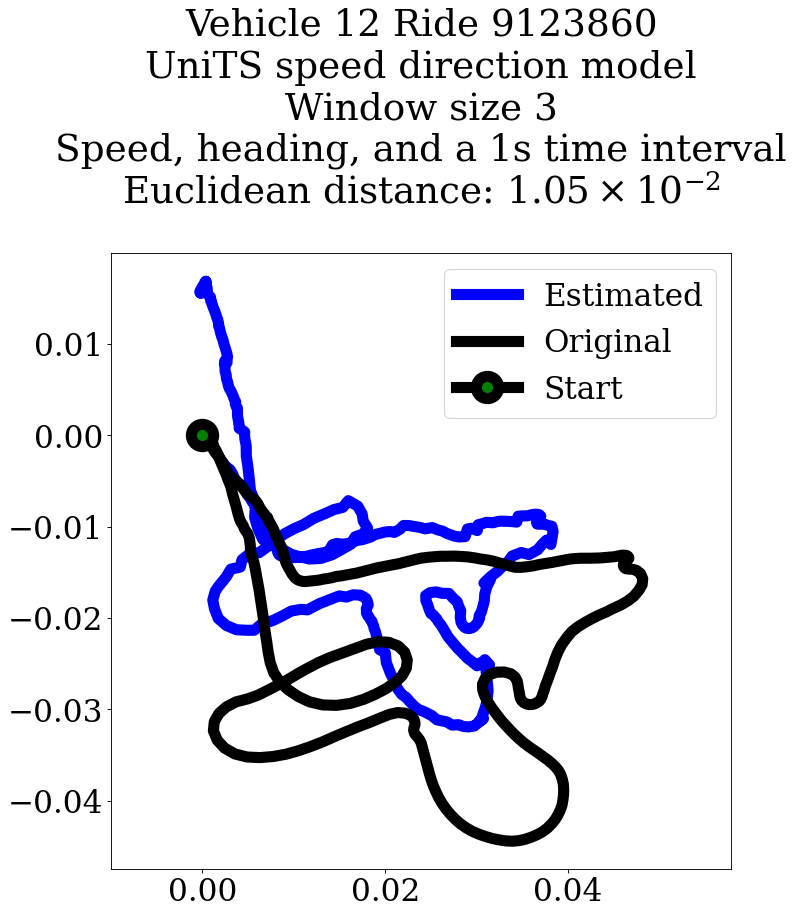 Vehicle 12 Ride 9123860
UniTS speed direction model
Window size 3
Speed, heading, and a 1s time interval
Euclidean distance: 1.05 × 10⁻²
Estimated
Original
Start
0.01
0.00
−0.01
−0.02
−0.03
−0.04
0.00 0.02 0.04